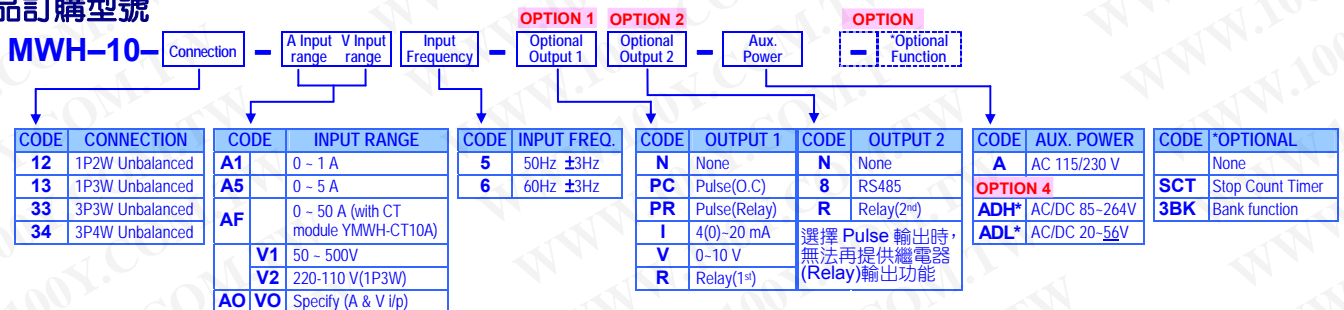 品訂購型號
OPTION 1 OPTION 2 OPTION
MWH–10– Connection – A Input range V Input range Input Frequency – Optional Output 1 Optional Output 2 – Aux. Power – *Optional Function
CODE CONNECTION
12 1P2W Unbalanced
13 1P3W Unbalanced
33 3P3W Unbalanced
34 3P4W Unbalanced
CODE INPUT RANGE
A1 0 ~ 1 A
A5 0 ~ 5 A
AF 0 ~ 50 A (with CT
module YMWH-CT10A)
V1 50 ~ 500V
V2 220-110 V(1P3W)
AO VO Specify (A & V i/p)
CODE INPUT FREQ.
5 50Hz ±3Hz
6 60Hz ±3Hz
CODE OUTPUT 1
N None
PC Pulse(O.C)
PR Pulse(Relay)
I 4(0)~20 mA
V 0~10 V
R Relay(1st)
CODE OUTPUT 2
N None
8 RS485
R Relay(2nd)
選擇 Pulse 輸出時，
無法再提供繼電器
(Relay)輸出功能
CODE AUX. POWER
A AC 115/230 V
OPTION 4
ADH* AC/DC 85~264V
ADL* AC/DC 20~56V
CODE *OPTIONAL
None
SCT Stop Count Timer
3BK Bank function
WWW.100Y.COM.TW